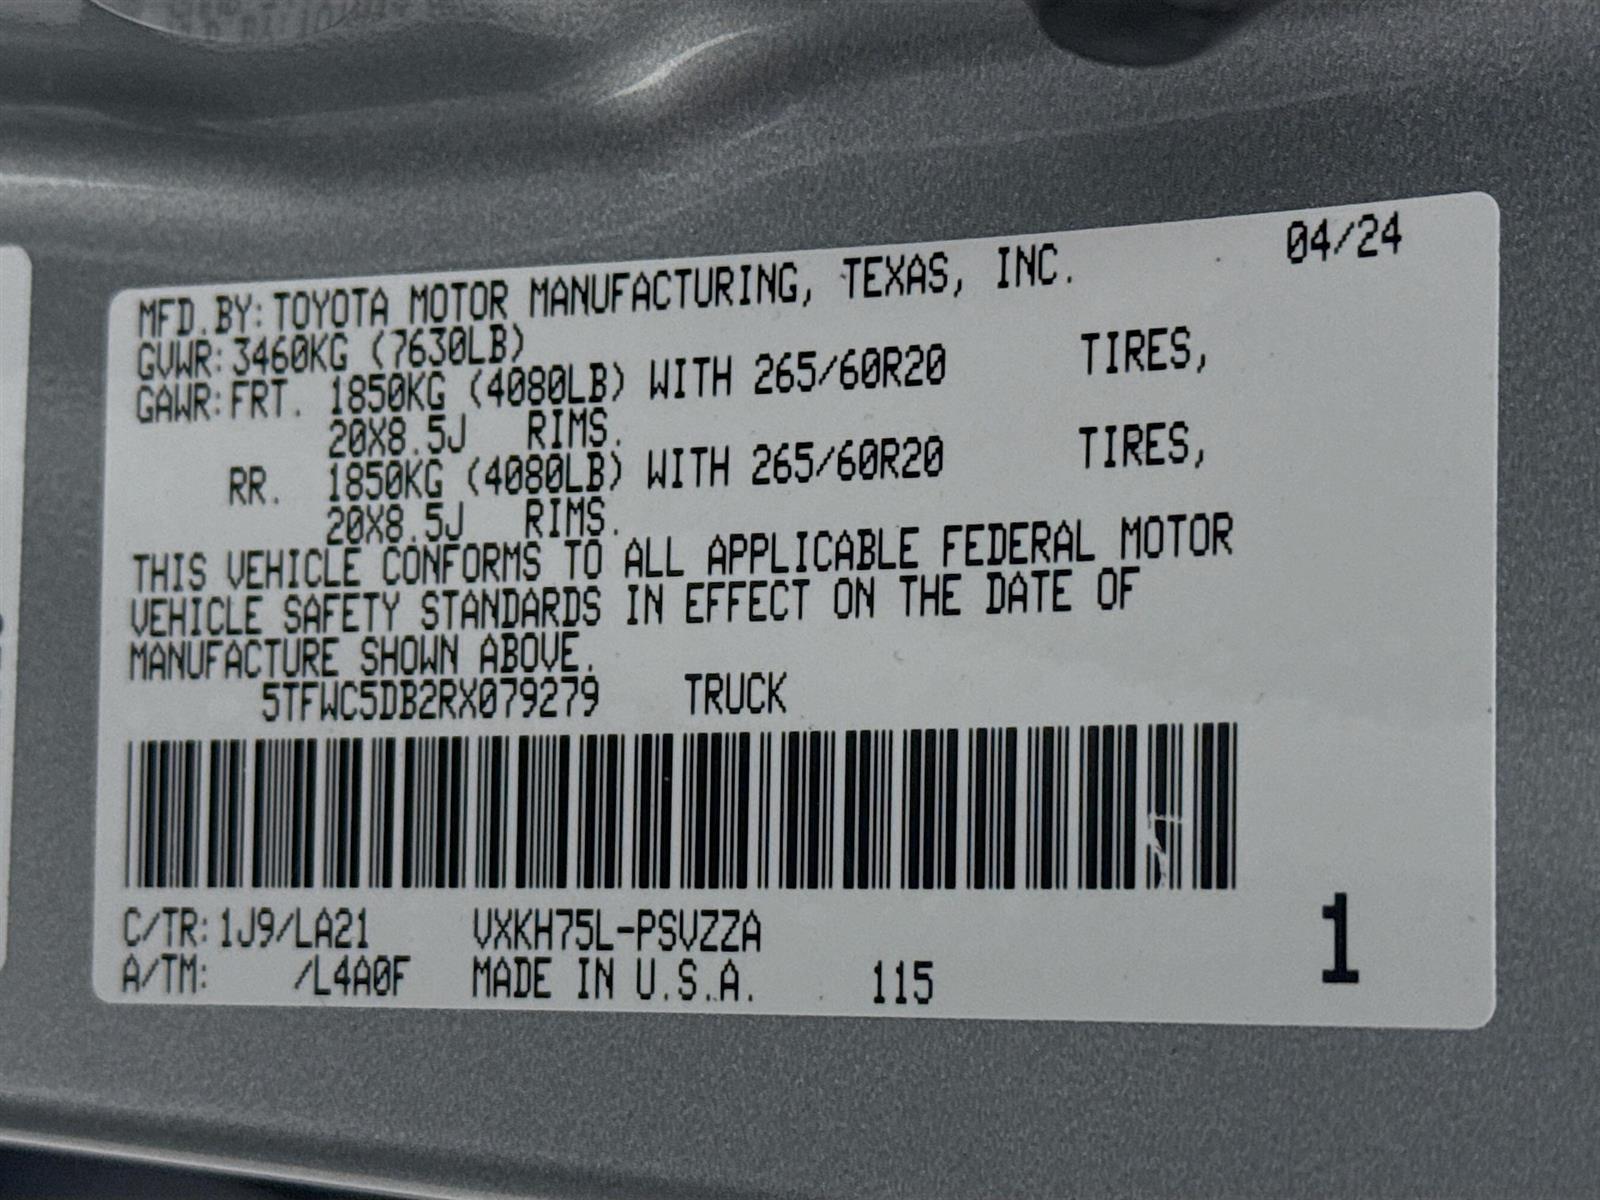 MFD.BY:TOYOTA MOTOR MANUFACTURING, TEXAS, INC. 04/24
GVWR:3460KG (7630LB)
GAWR:FRT. 1850KG (4080LB) WITH 265/60R20 TIRES,
20X8.5J RIMS.
RR. 1850KG (4080LB) WITH 265/60R20 TIRES,
20X8.5J RIMS.
THIS VEHICLE CONFORMS TO ALL APPLICABLE FEDERAL MOTOR
VEHICLE SAFETY STANDARDS IN EFFECT ON THE DATE OF
MANUFACTURE SHOWN ABOVE.
5TFWC5DB2RX079279 TRUCK
C/TR:1J9/LA21 VXKH75L-PSVZZA
A/TM: /L4A0F MADE IN U.S.A. 115 1